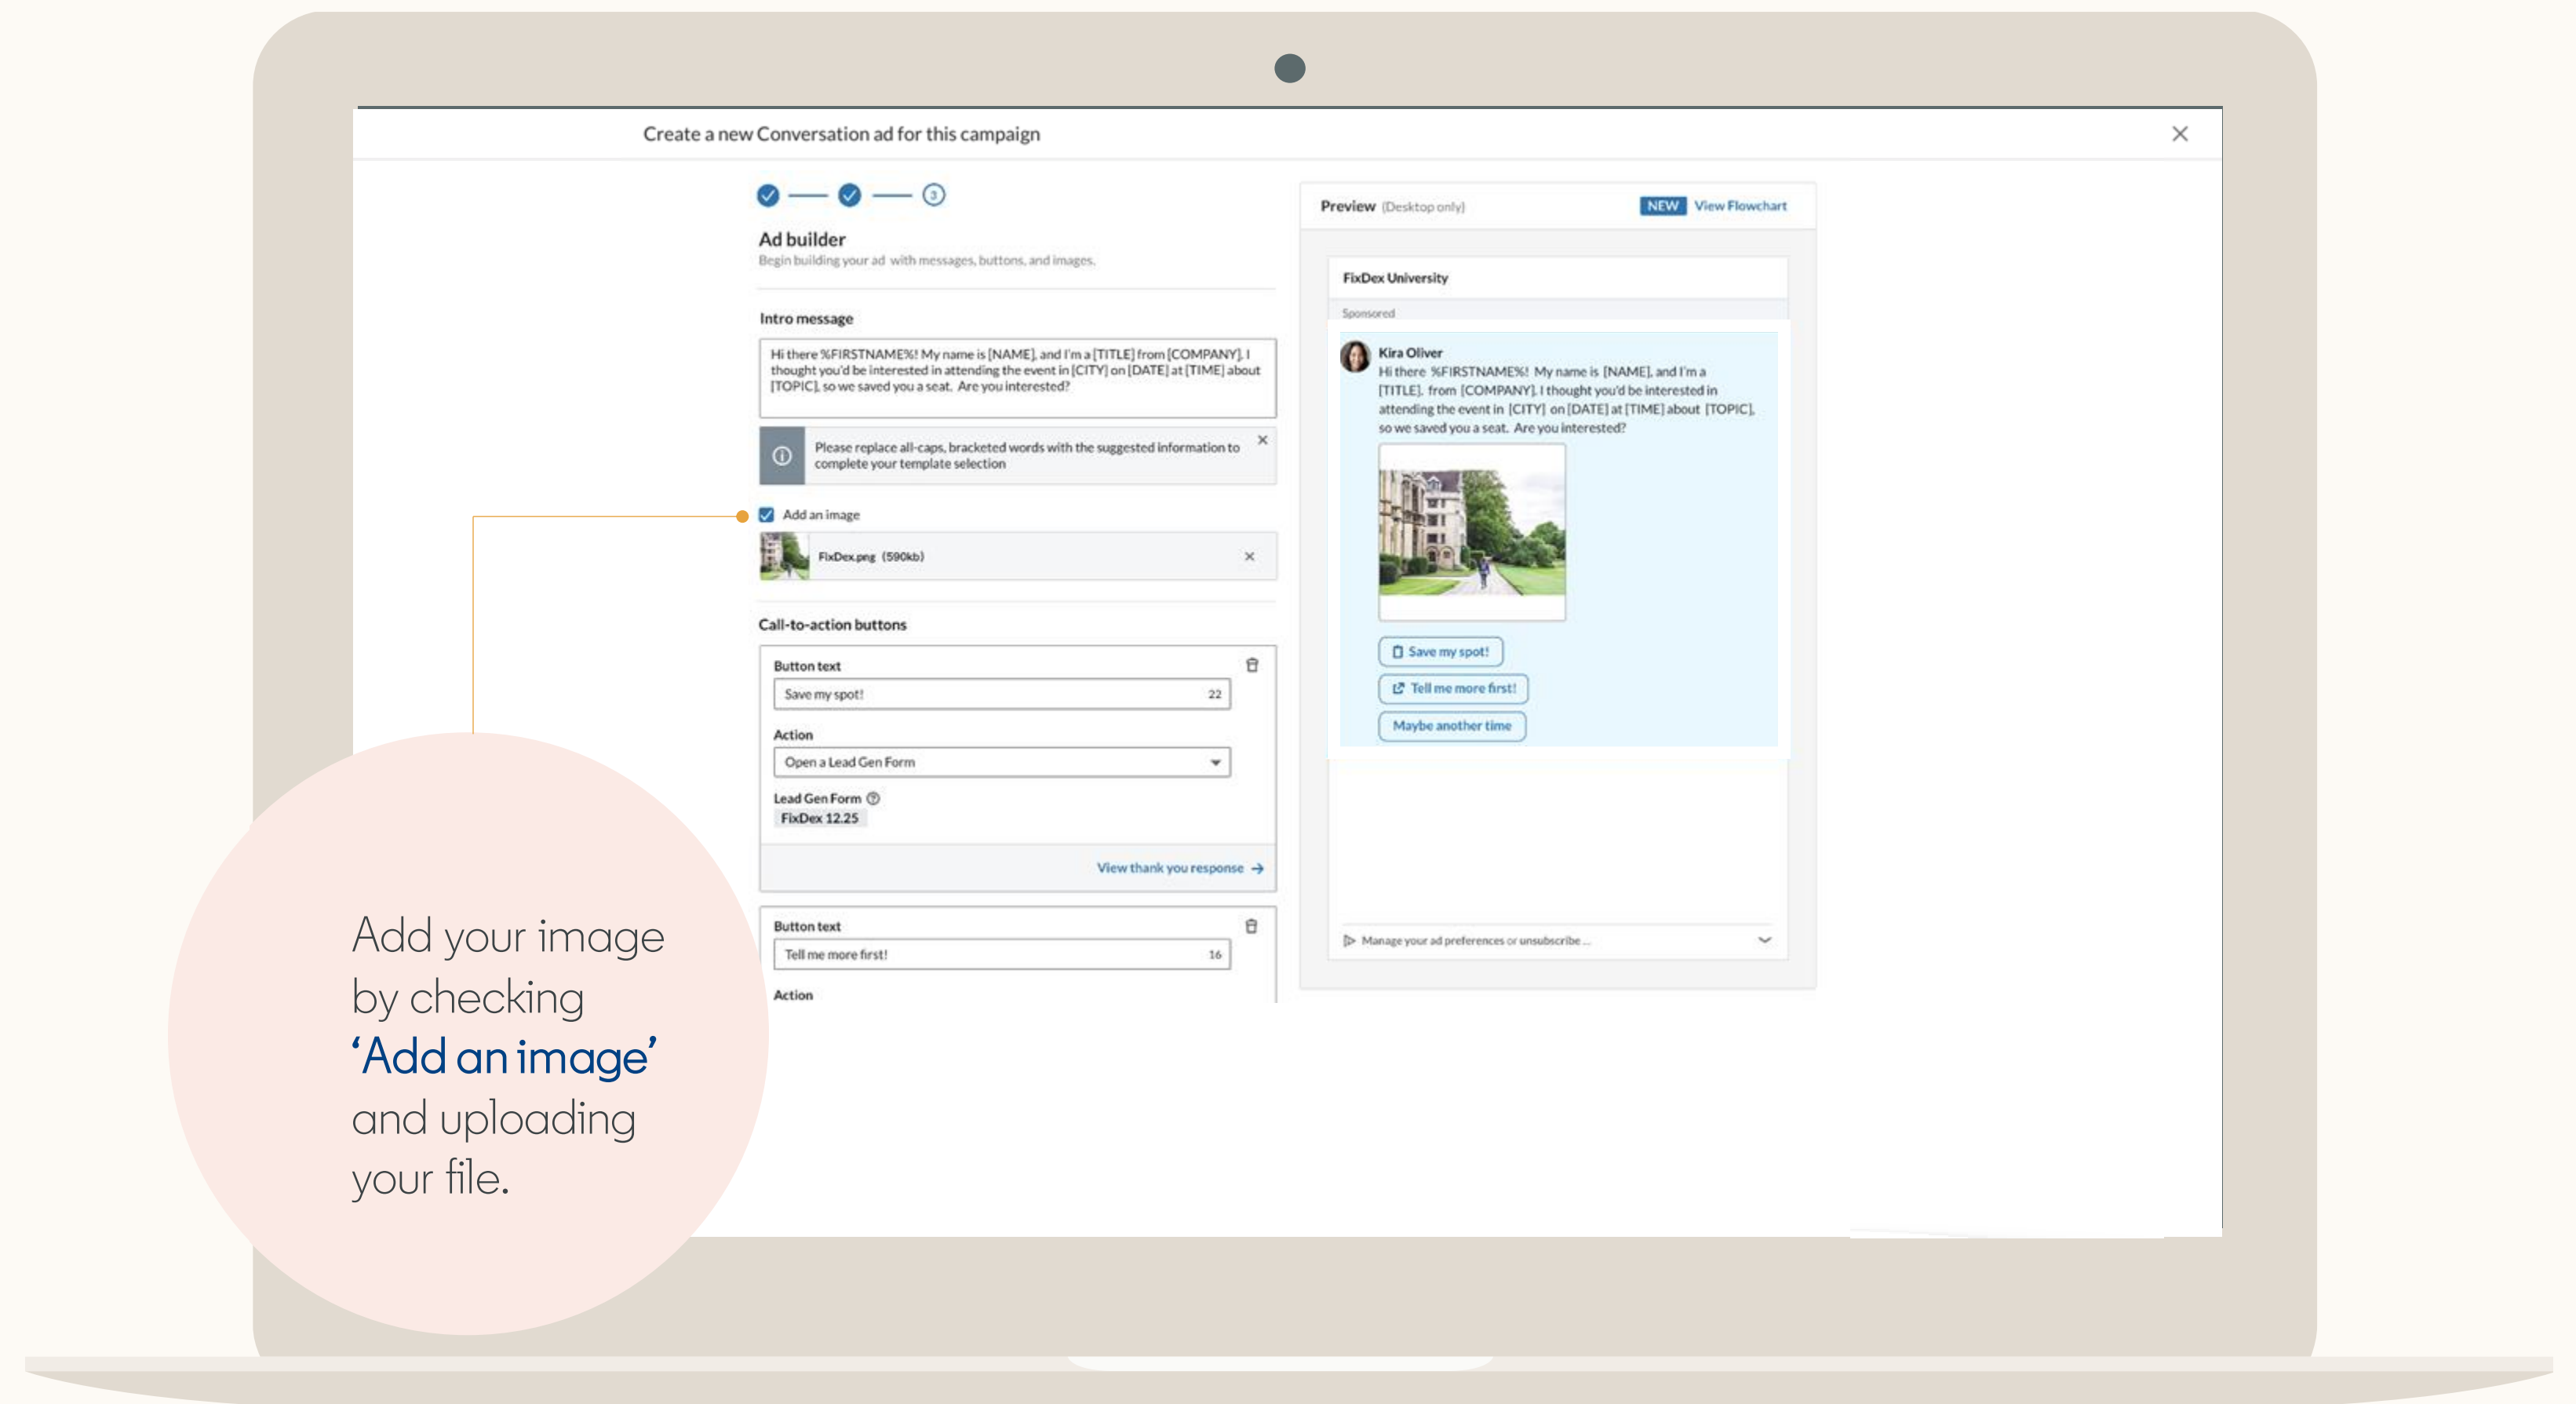 Create a new Conversation ad for this campaign
3
Ad builder
Begin building your ad with messages, buttons, and images.
Intro message
Hi there %FIRSTNAME%! My name is [NAME], and I'm a [TITLE] from [COMPANY]. I
thought you'd be interested in attending the event in [CITY] on [DATE] at [TIME] about
[TOPIC], so we saved you a seat. Are you interested?
Please replace all-caps, bracketed words with the suggested information to
complete your template selection
Add an image
FixDex.png (590kb)
Call-to-action buttons
Button text
Save my spot! 22
Action
Open a Lead Gen Form
Lead Gen Form
FixDex 12.25
View thank you response
Button text
Tell me more first! 16
Action
Preview (Desktop only) NEW View Flowchart
FixDex University
Sponsored
Kira Oliver
Hi there %FIRSTNAME%! My name is [NAME], and I'm a
[TITLE]. from [COMPANY]. I thought you'd be interested in
attending the event in [CITY] on [DATE] at [TIME] about [TOPIC],
so we saved you a seat. Are you interested?
Save my spot!
Tell me more first!
Maybe another time
Manage your ad preferences or unsubscribe ...
Add your image
by checking
‘Add an image’
and uploading
your file.